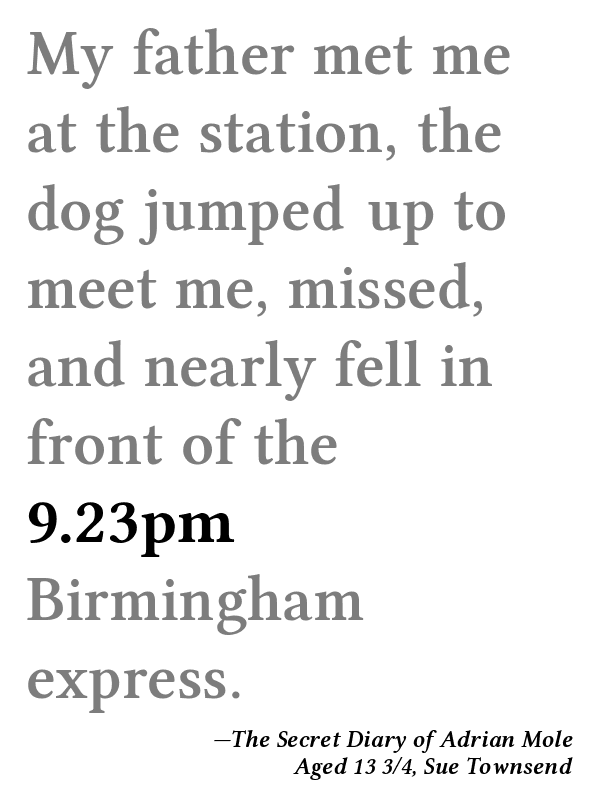 My father met me
at the station, the
dog jumped up to
meet me, missed,
and nearly fell in
front of the
9.23pm
Birmingham
express.
—The Secret Diary of Adrian Mole
Aged 13 3/4, Sue Townsend